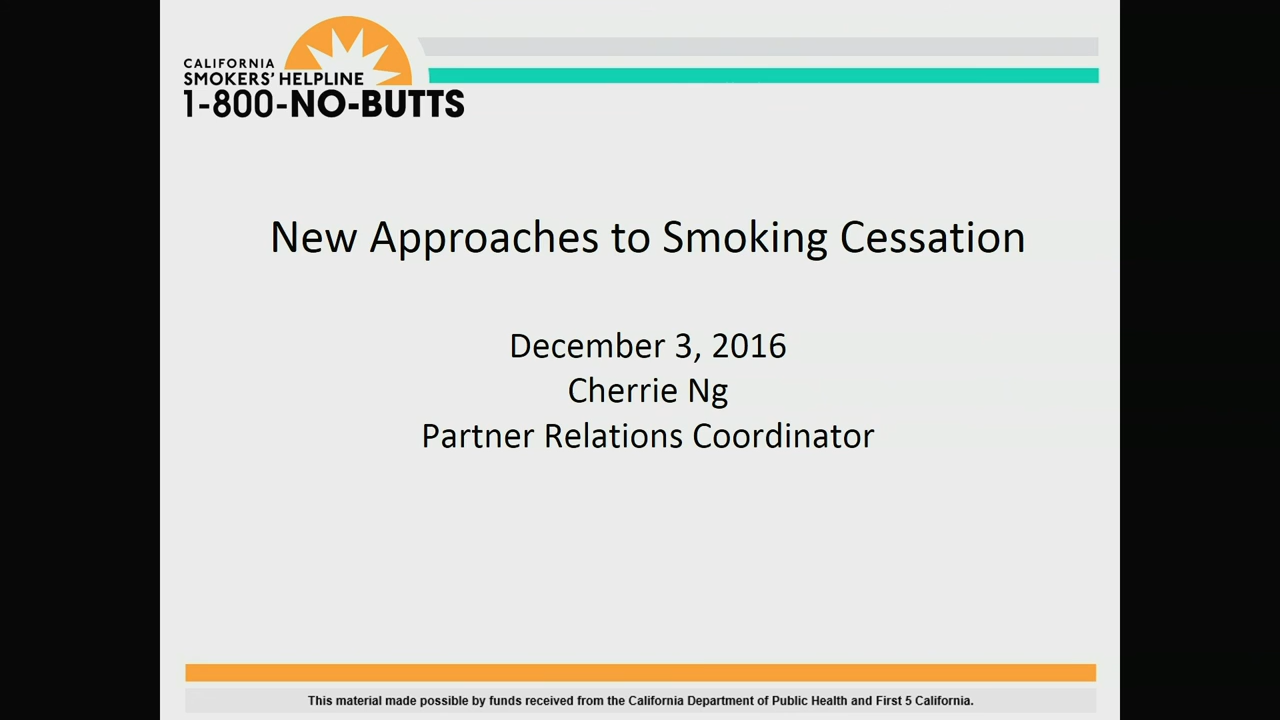 CALIFORNIA
SMOKERS' HELPLINE
1-800-NO-BUTTS
New Approaches to Smoking Cessation
December 3, 2016
Cherrie Ng
Partner Relations Coordinator
This material made possible by funds received from the California Department of Public Health and First 5 California.